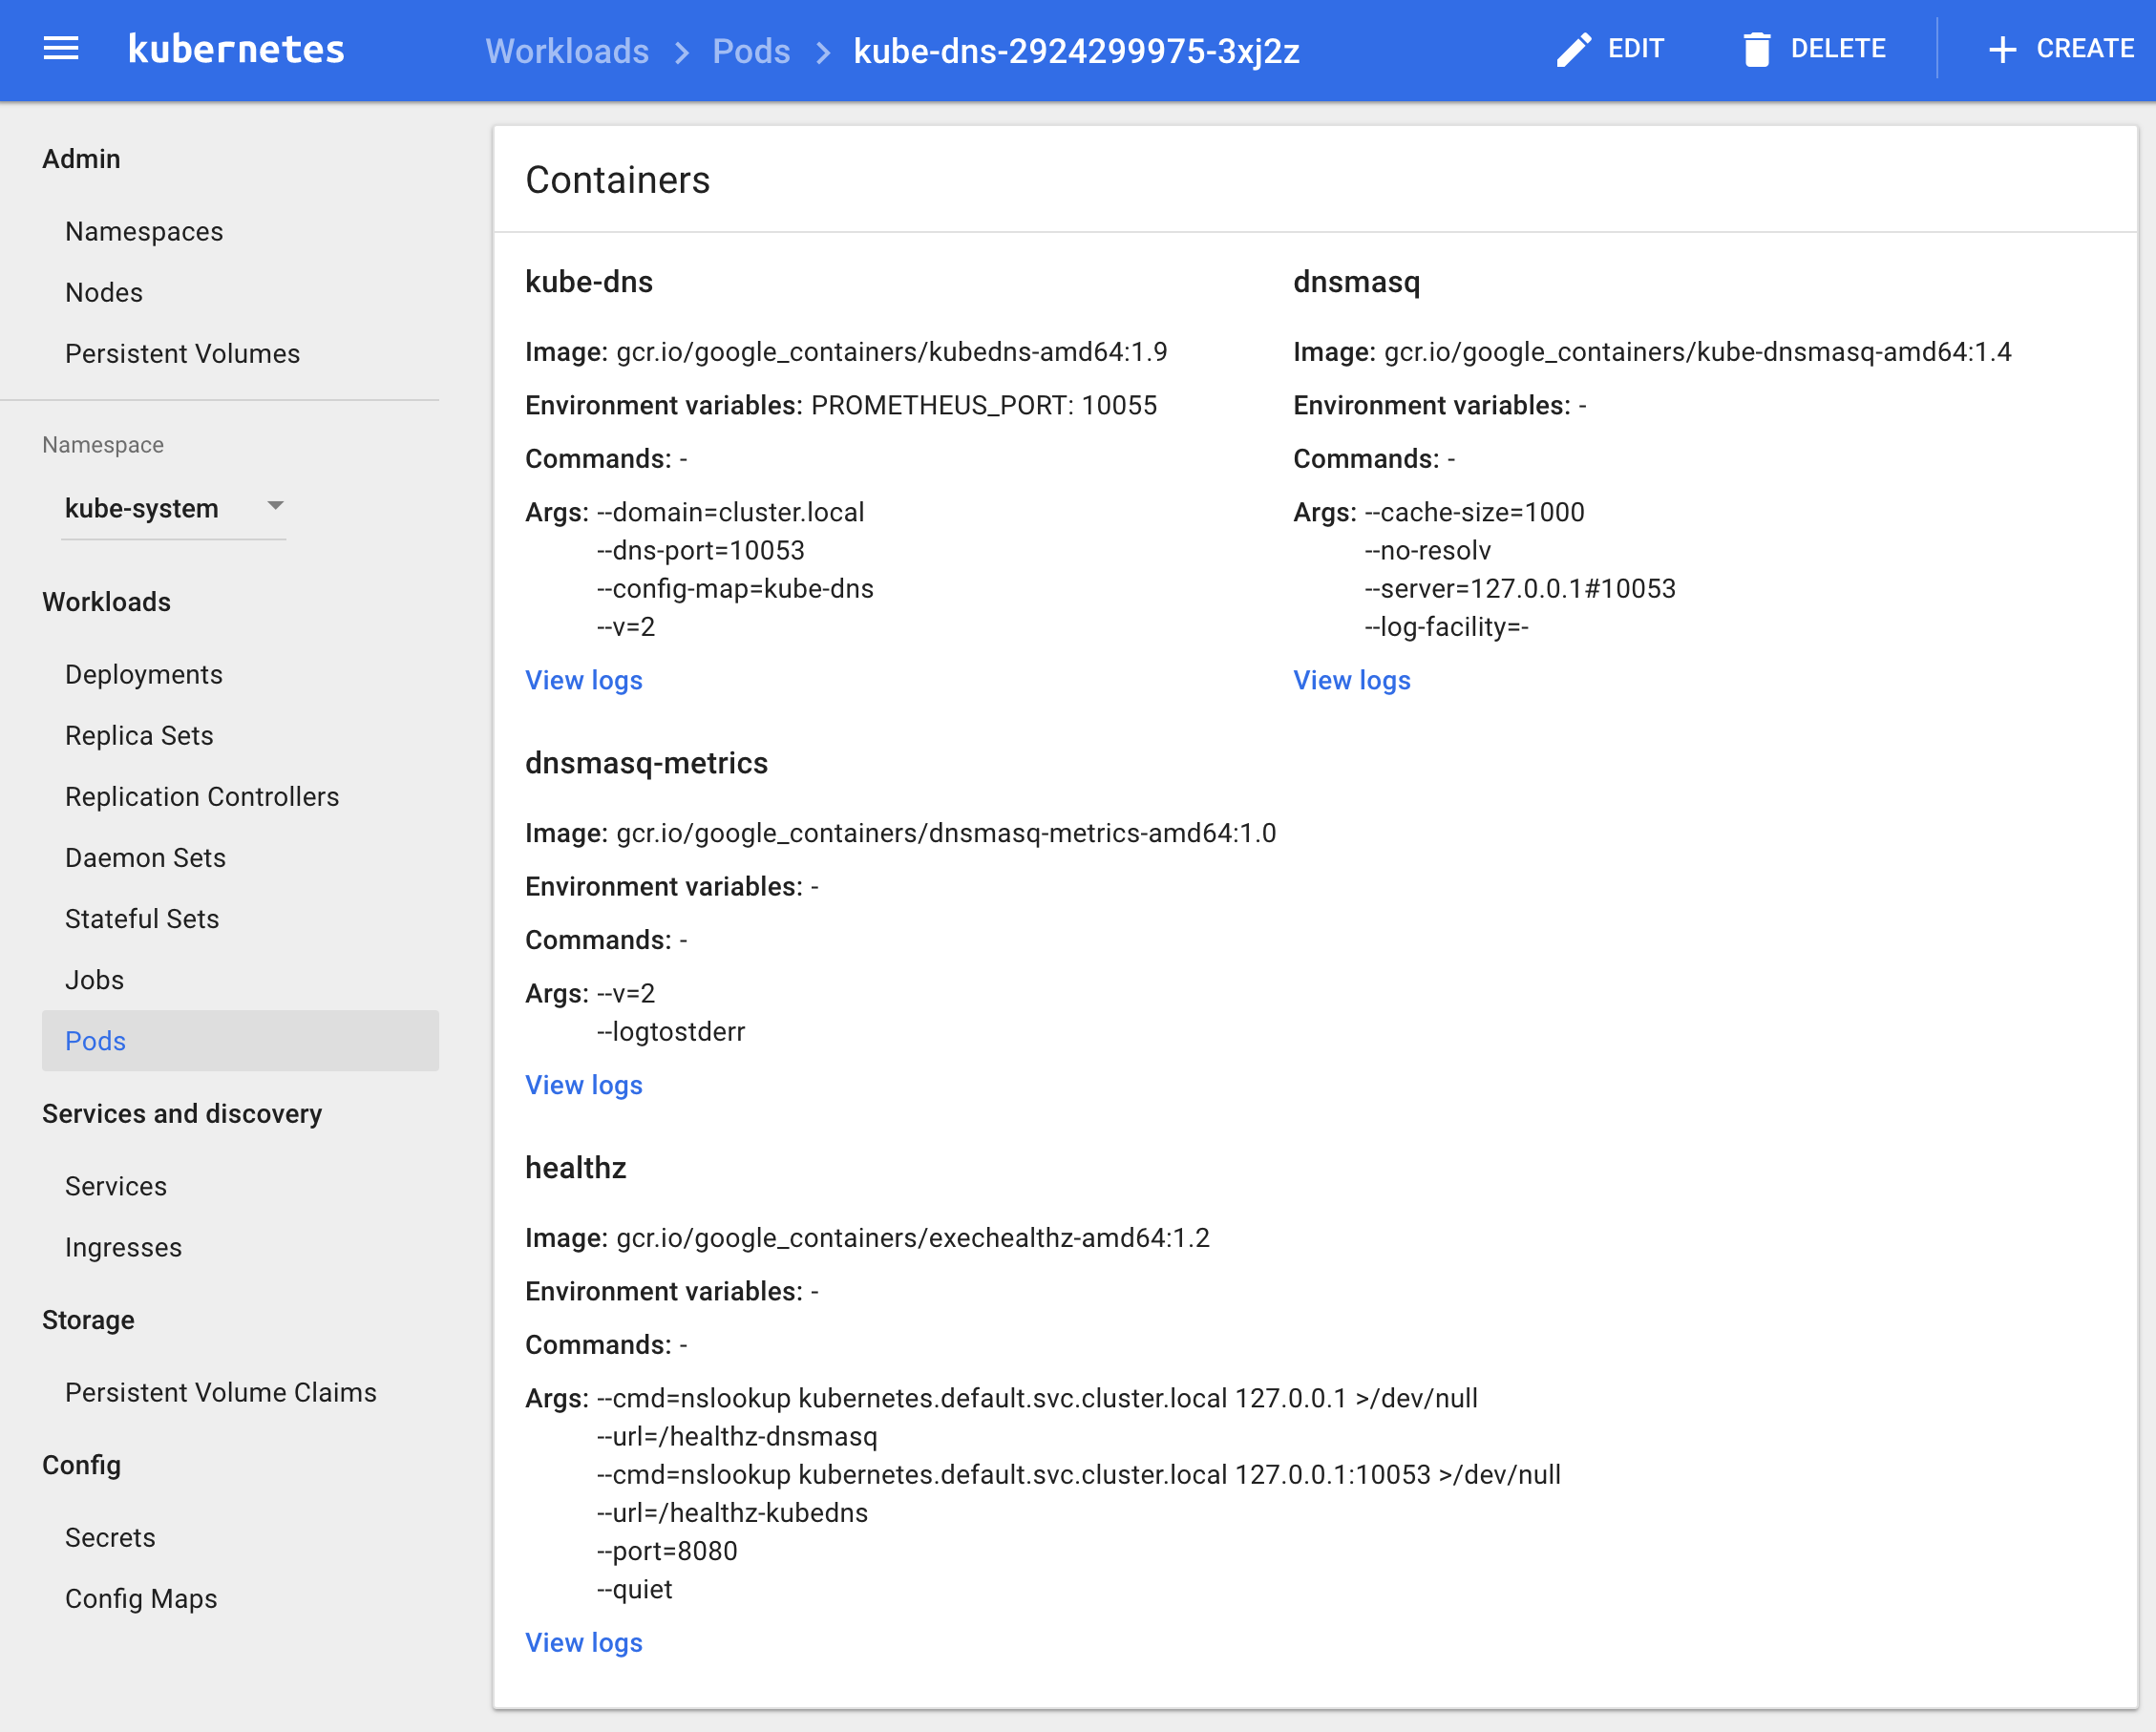 kubernetes
Workloads > Pods > kube-dns-2924299975-3xj2z
EDIT
DELETE
+ CREATE
Admin
Namespaces
Nodes
Persistent Volumes
Namespace
kube-system
Workloads
Deployments
Replica Sets
Replication Controllers
Daemon Sets
Stateful Sets
Jobs
Pods
Services and discovery
Services
Ingresses
Storage
Persistent Volume Claims
Config
Secrets
Config Maps
Containers
kube-dns
Image: gcr.io/google_containers/kubedns-amd64:1.9
Environment variables: PROMETHEUS_PORT: 10055
Commands: -
Args: --domain=cluster.local
--dns-port=10053
--config-map=kube-dns
--v=2
View logs
dnsmasq
Image: gcr.io/google_containers/kube-dnsmasq-amd64:1.4
Environment variables: -
Commands: -
Args: --cache-size=1000
--no-resolv
--server=127.0.0.1#10053
--log-facility=-
View logs
dnsmasq-metrics
Image: gcr.io/google_containers/dnsmasq-metrics-amd64:1.0
Environment variables: -
Commands: -
Args: --v=2
--logtostderr
View logs
healthz
Image: gcr.io/google_containers/exechealthz-amd64:1.2
Environment variables: -
Commands: -
Args: --cmd=nslookup kubernetes.default.svc.cluster.local 127.0.0.1 >/dev/null
--url=/healthz-dnsmasq
--cmd=nslookup kubernetes.default.svc.cluster.local 127.0.0.1:10053 >/dev/null
--url=/healthz-kubedns
--port=8080
--quiet
View logs